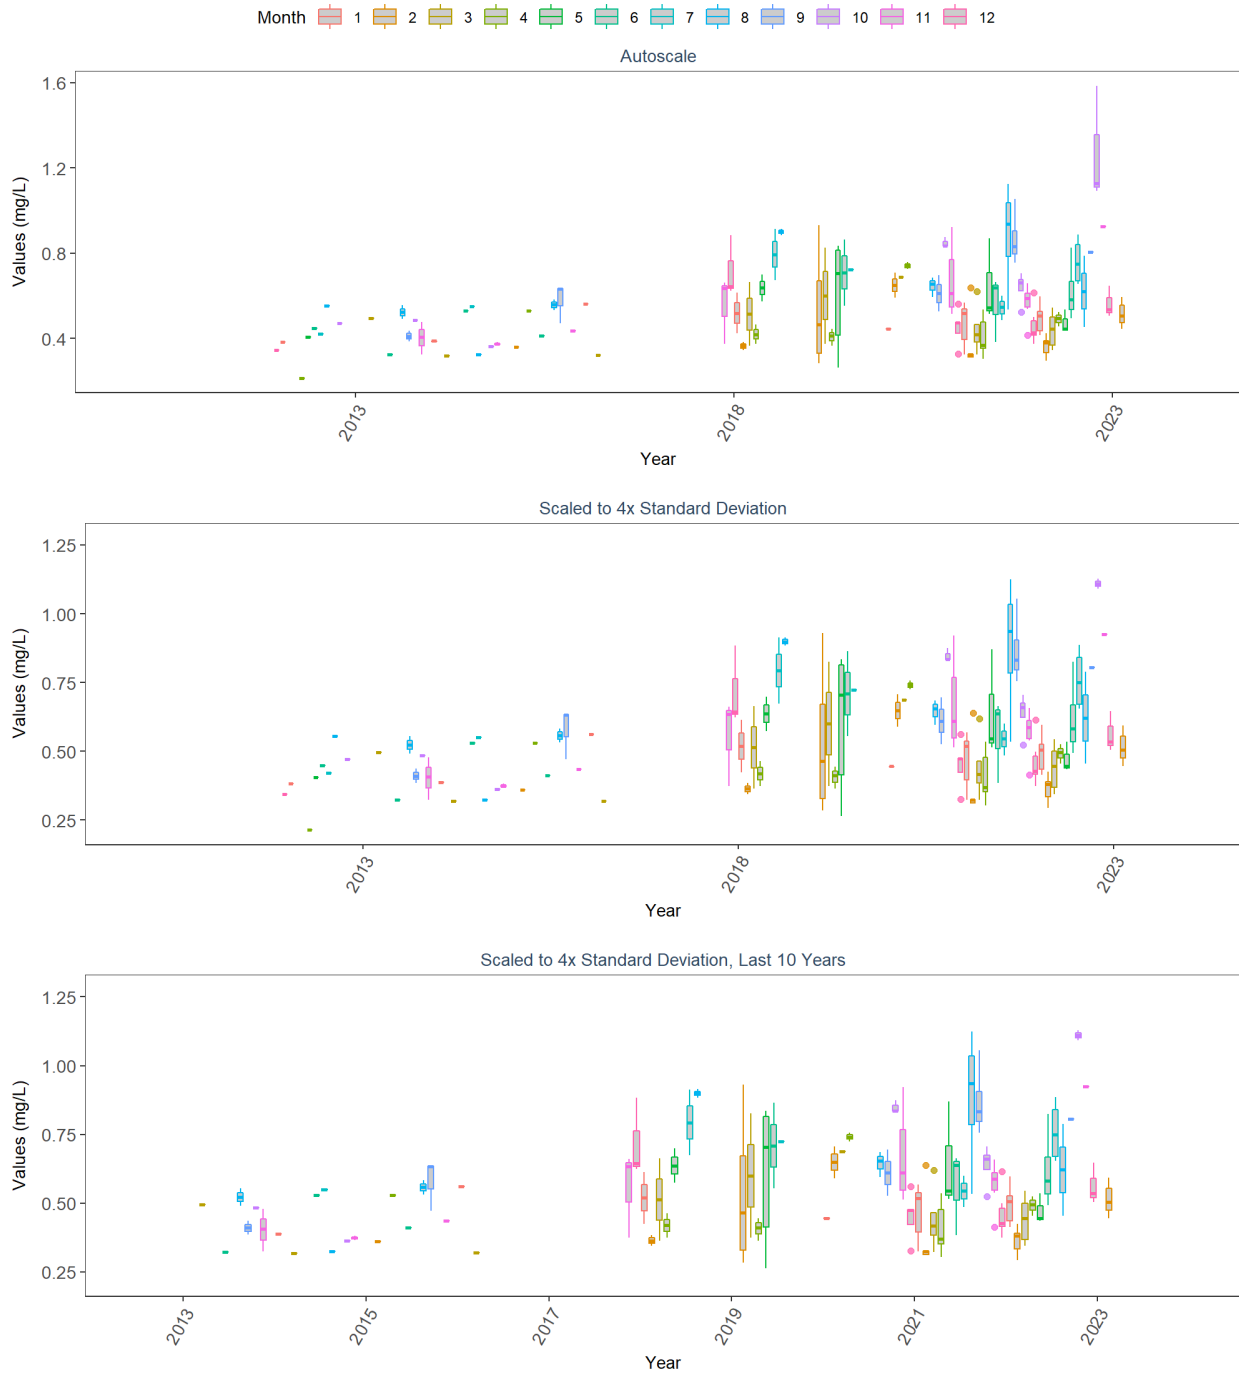 Month 1 2 3 4 5 6 7 8 9 10 11 12
Autoscale
1.6
1.2
0.8
0.4
Values (mg/L)
2013 2018 2023
Year
Scaled to 4x Standard Deviation
1.25
1.00
0.75
0.50
0.25
Values (mg/L)
2013 2018 2023
Year
Scaled to 4x Standard Deviation, Last 10 Years
1.25
1.00
0.75
0.50
0.25
Values (mg/L)
2013 2015 2017 2019 2021 2023
Year